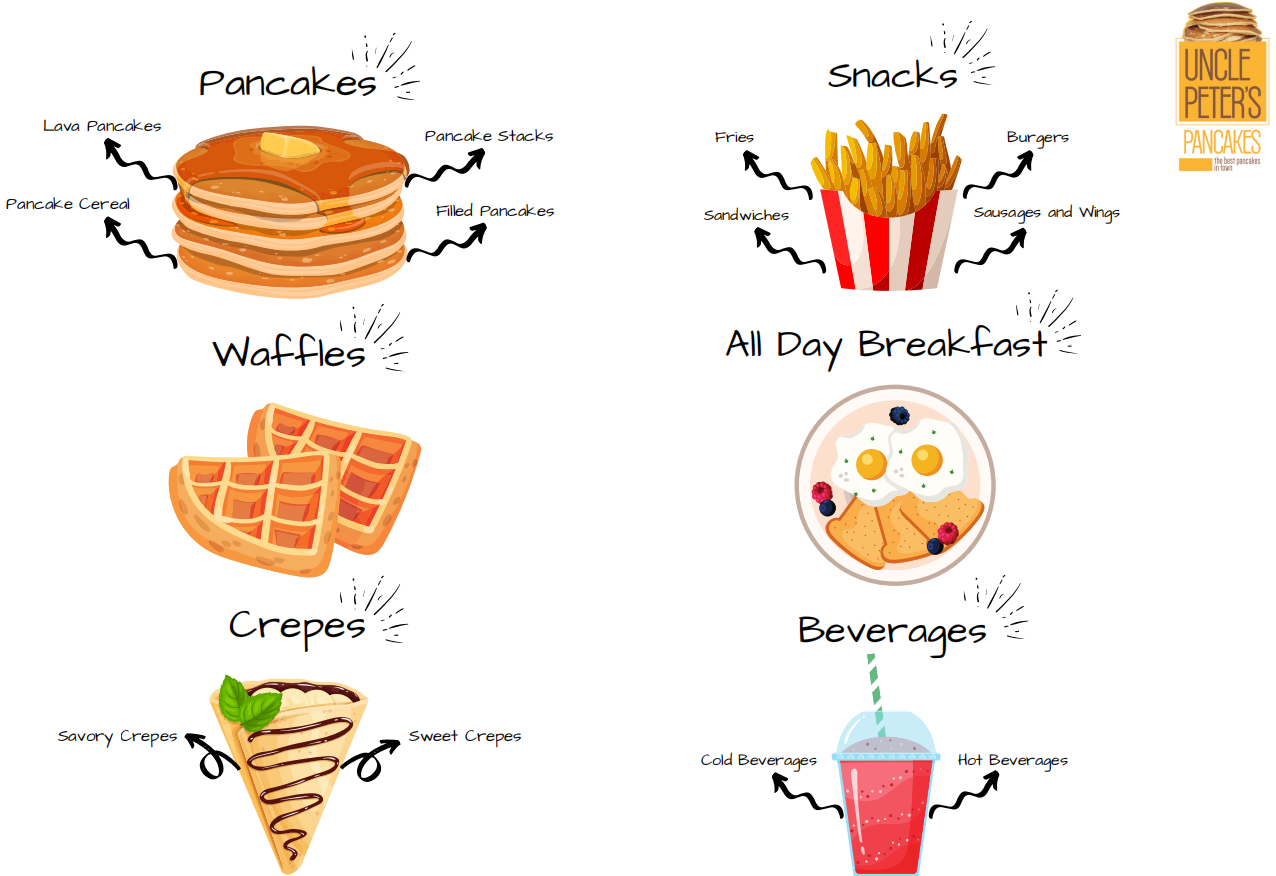 Pancakes
Lava Pancakes
Pancake Stacks
Pancake Cereal
Filled Pancakes
Waffles
Crepes
Savory Crepes
Sweet Crepes
Snacks
Fries
Burgers
Sandwiches
Sausages and Wings
All Day Breakfast
Beverages
Cold Beverages
Hot Beverages
UNCLE
PETER'S
PANCAKES
the best pancakes
in town